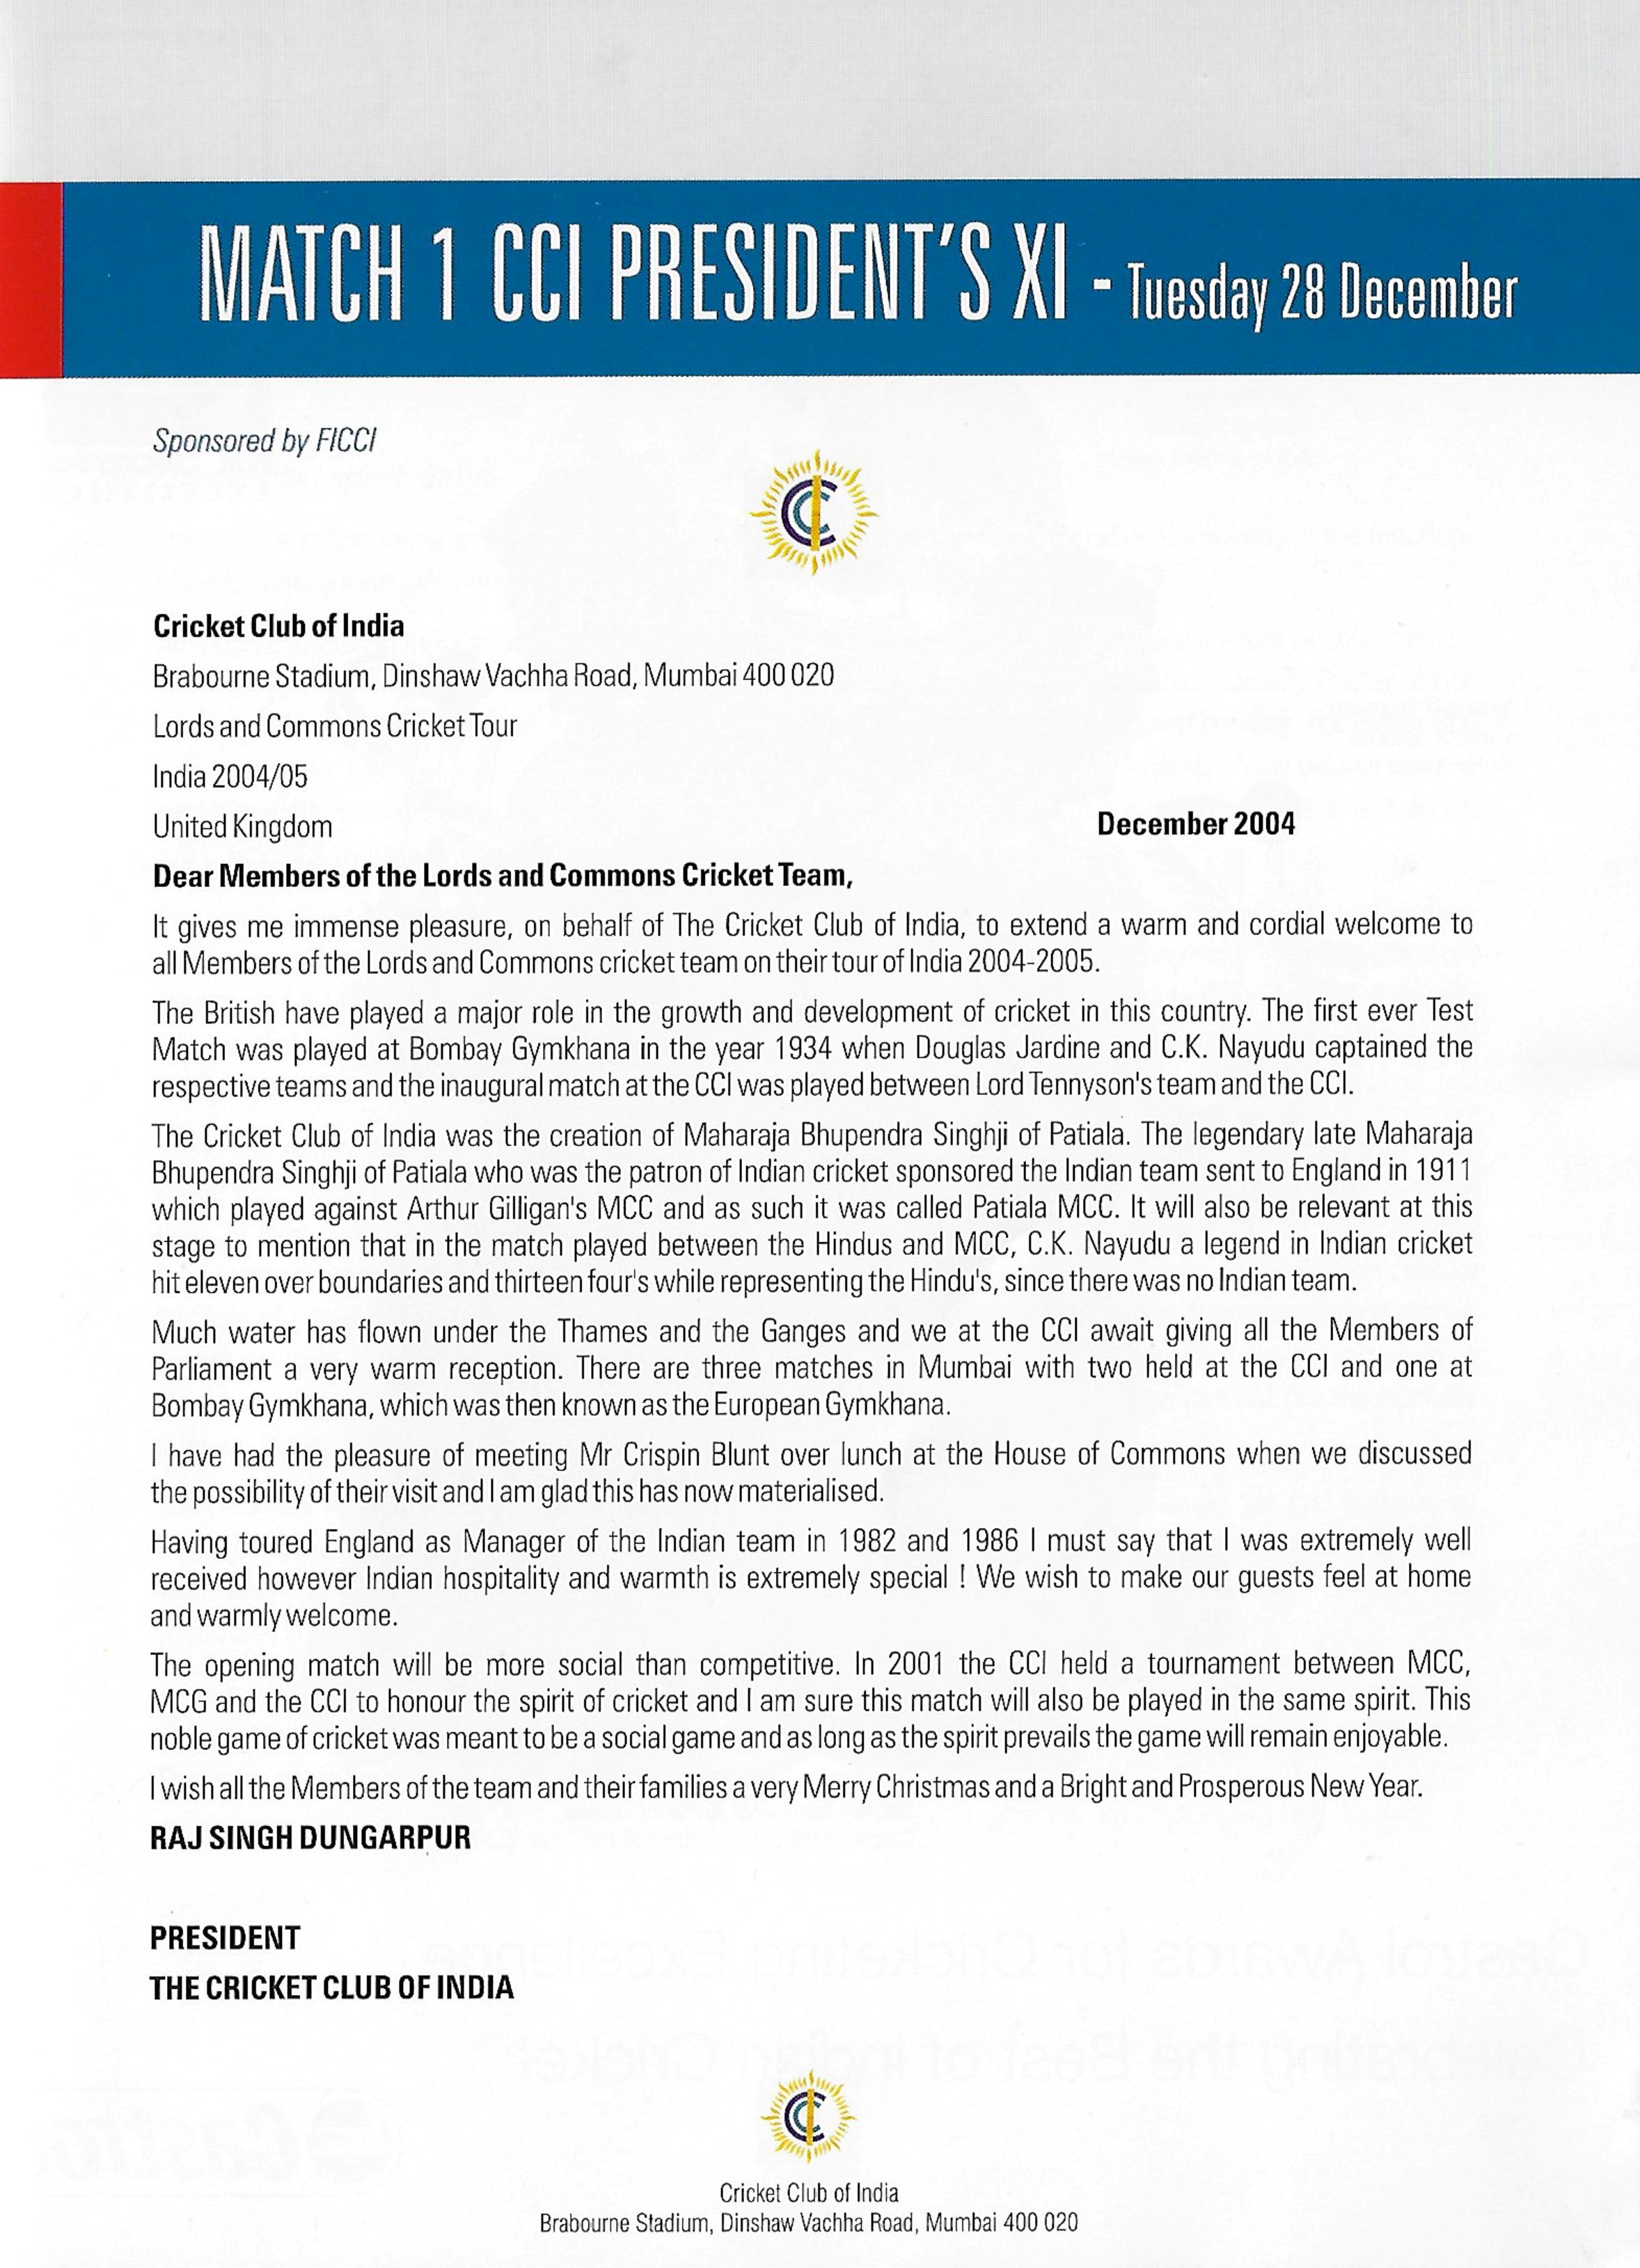 MATCH 1 CCI PRESIDENT'S XI - Tuesday 28 December
Sponsored by FICCI
Cricket Club of India
Brabourne Stadium, Dinshaw Vachha Road, Mumbai 400 020
Lords and Commons Cricket Tour
India 2004/05
United Kingdom
December 2004
Dear Members of the Lords and Commons Cricket Team,
It gives me immense pleasure, on behalf of The Cricket Club of India, to extend a warm and cordial welcome to
all Members of the Lords and Commons cricket team on their tour of India 2004-2005.
The British have played a major role in the growth and development of cricket in this country. The first ever Test
Match was played at Bombay Gymkhana in the year 1934 when Douglas Jardine and C.K. Nayudu captained the
respective teams and the inaugural match at the CCI was played between Lord Tennyson's team and the CCI.
The Cricket Club of India was the creation of Maharaja Bhupendra Singhji of Patiala. The legendary late Maharaja
Bhupendra Singhji of Patiala who was the patron of Indian cricket sponsored the Indian team sent to England in 1911
which played against Arthur Gilligan's MCC and as such it was called Patiala MCC. It will also be relevant at this
stage to mention that in the match played between the Hindus and MCC, C.K. Nayudu a legend in Indian cricket
hit eleven over boundaries and thirteen four's while representing the Hindu's, since there was no Indian team.
Much water has flown under the Thames and the Ganges and we at the CCI await giving all the Members of
Parliament a very warm reception. There are three matches in Mumbai with two held at the CCI and one at
Bombay Gymkhana, which was then known as the European Gymkhana.
I have had the pleasure of meeting Mr Crispin Blunt over lunch at the House of Commons when we discussed
the possibility of their visit and I am glad this has now materialised.
Having toured England as Manager of the Indian team in 1982 and 1986 I must say that I was extremely well
received however Indian hospitality and warmth is extremely special ! We wish to make our guests feel at home
and warmly welcome.
The opening match will be more social than competitive. In 2001 the CCI held a tournament between MCC,
MCG and the CCI to honour the spirit of cricket and I am sure this match will also be played in the same spirit. This
noble game of cricket was meant to be a social game and as long as the spirit prevails the game will remain enjoyable.
I wish all the Members of the team and their families a very Merry Christmas and a Bright and Prosperous New Year.
RAJ SINGH DUNGARPUR
PRESIDENT
THE CRICKET CLUB OF INDIA
Cricket Club of India
Brabourne Stadium, Dinshaw Vachha Road, Mumbai 400 020